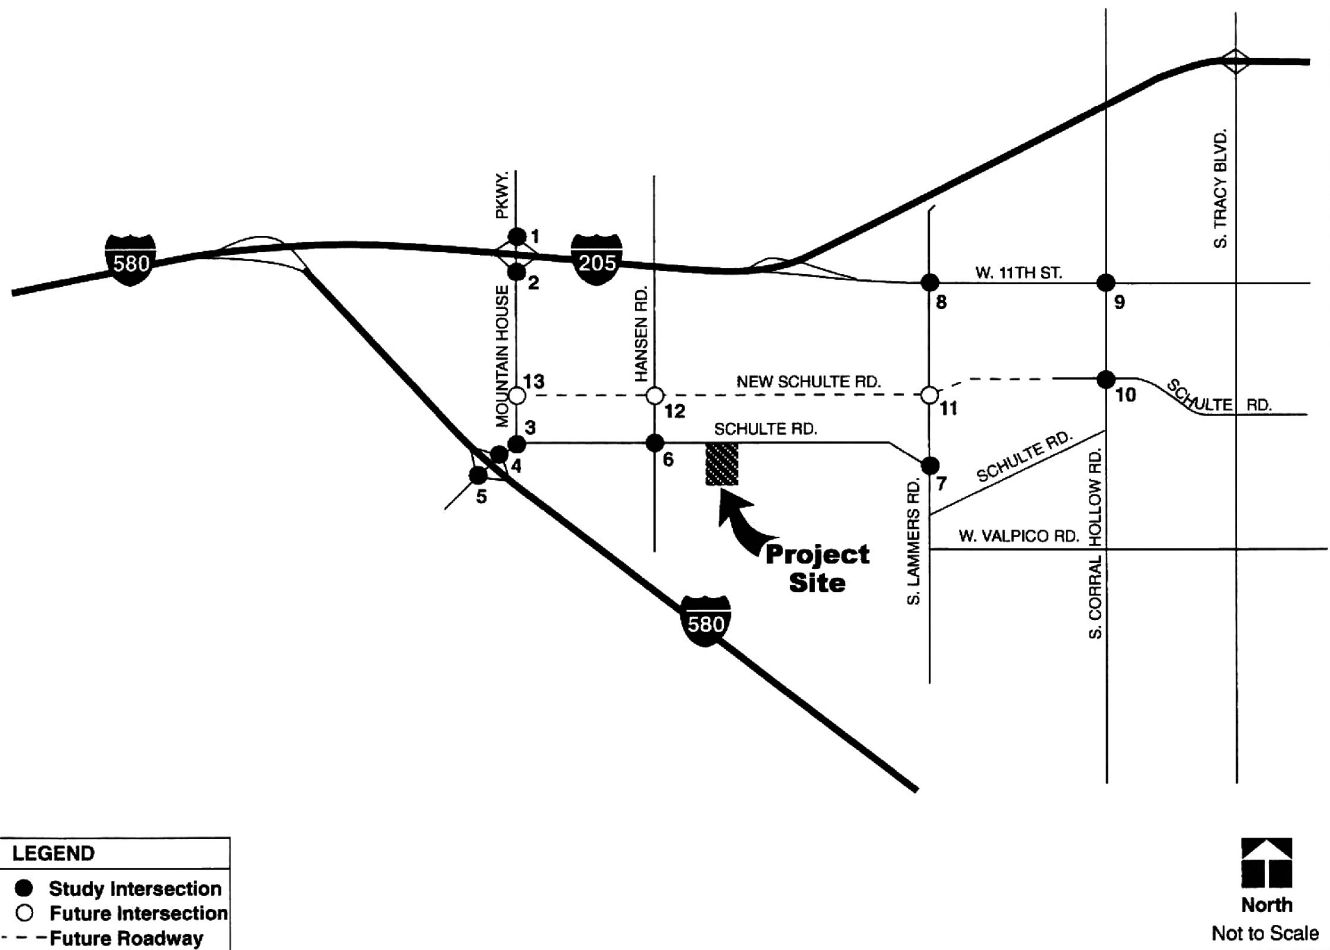 S. TRACY BLVD.
PKWY.
1
580
205
2
W. 11TH ST.
8
9
MOUNTAIN HOUSE
HANSEN RD.
13
NEW SCHULTE RD.
12
11
10
SCHULTE RD.
3
SCHULTE RD.
4
6
5
7
SCHULTE RD.
S. LAMMERS RD.
W. VALPICO RD.
S. CORRAL HOLLOW RD.
Project
Site
580
LEGEND
Study Intersection
Future Intersection
Future Roadway
North
Not to Scale